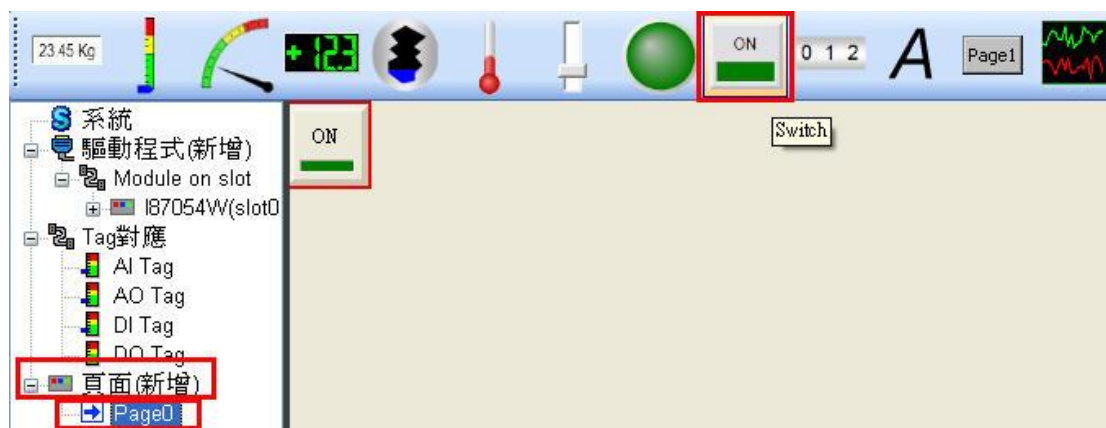 23.45 Kg
+12.3
ON
0 1 2
A
Page1
Switch
ON
系統
驅動程式(新增)
Module on slot
I87054W(slot0
Tag對應
AI Tag
AO Tag
DI Tag
DO Tag
頁面(新增)
Page0